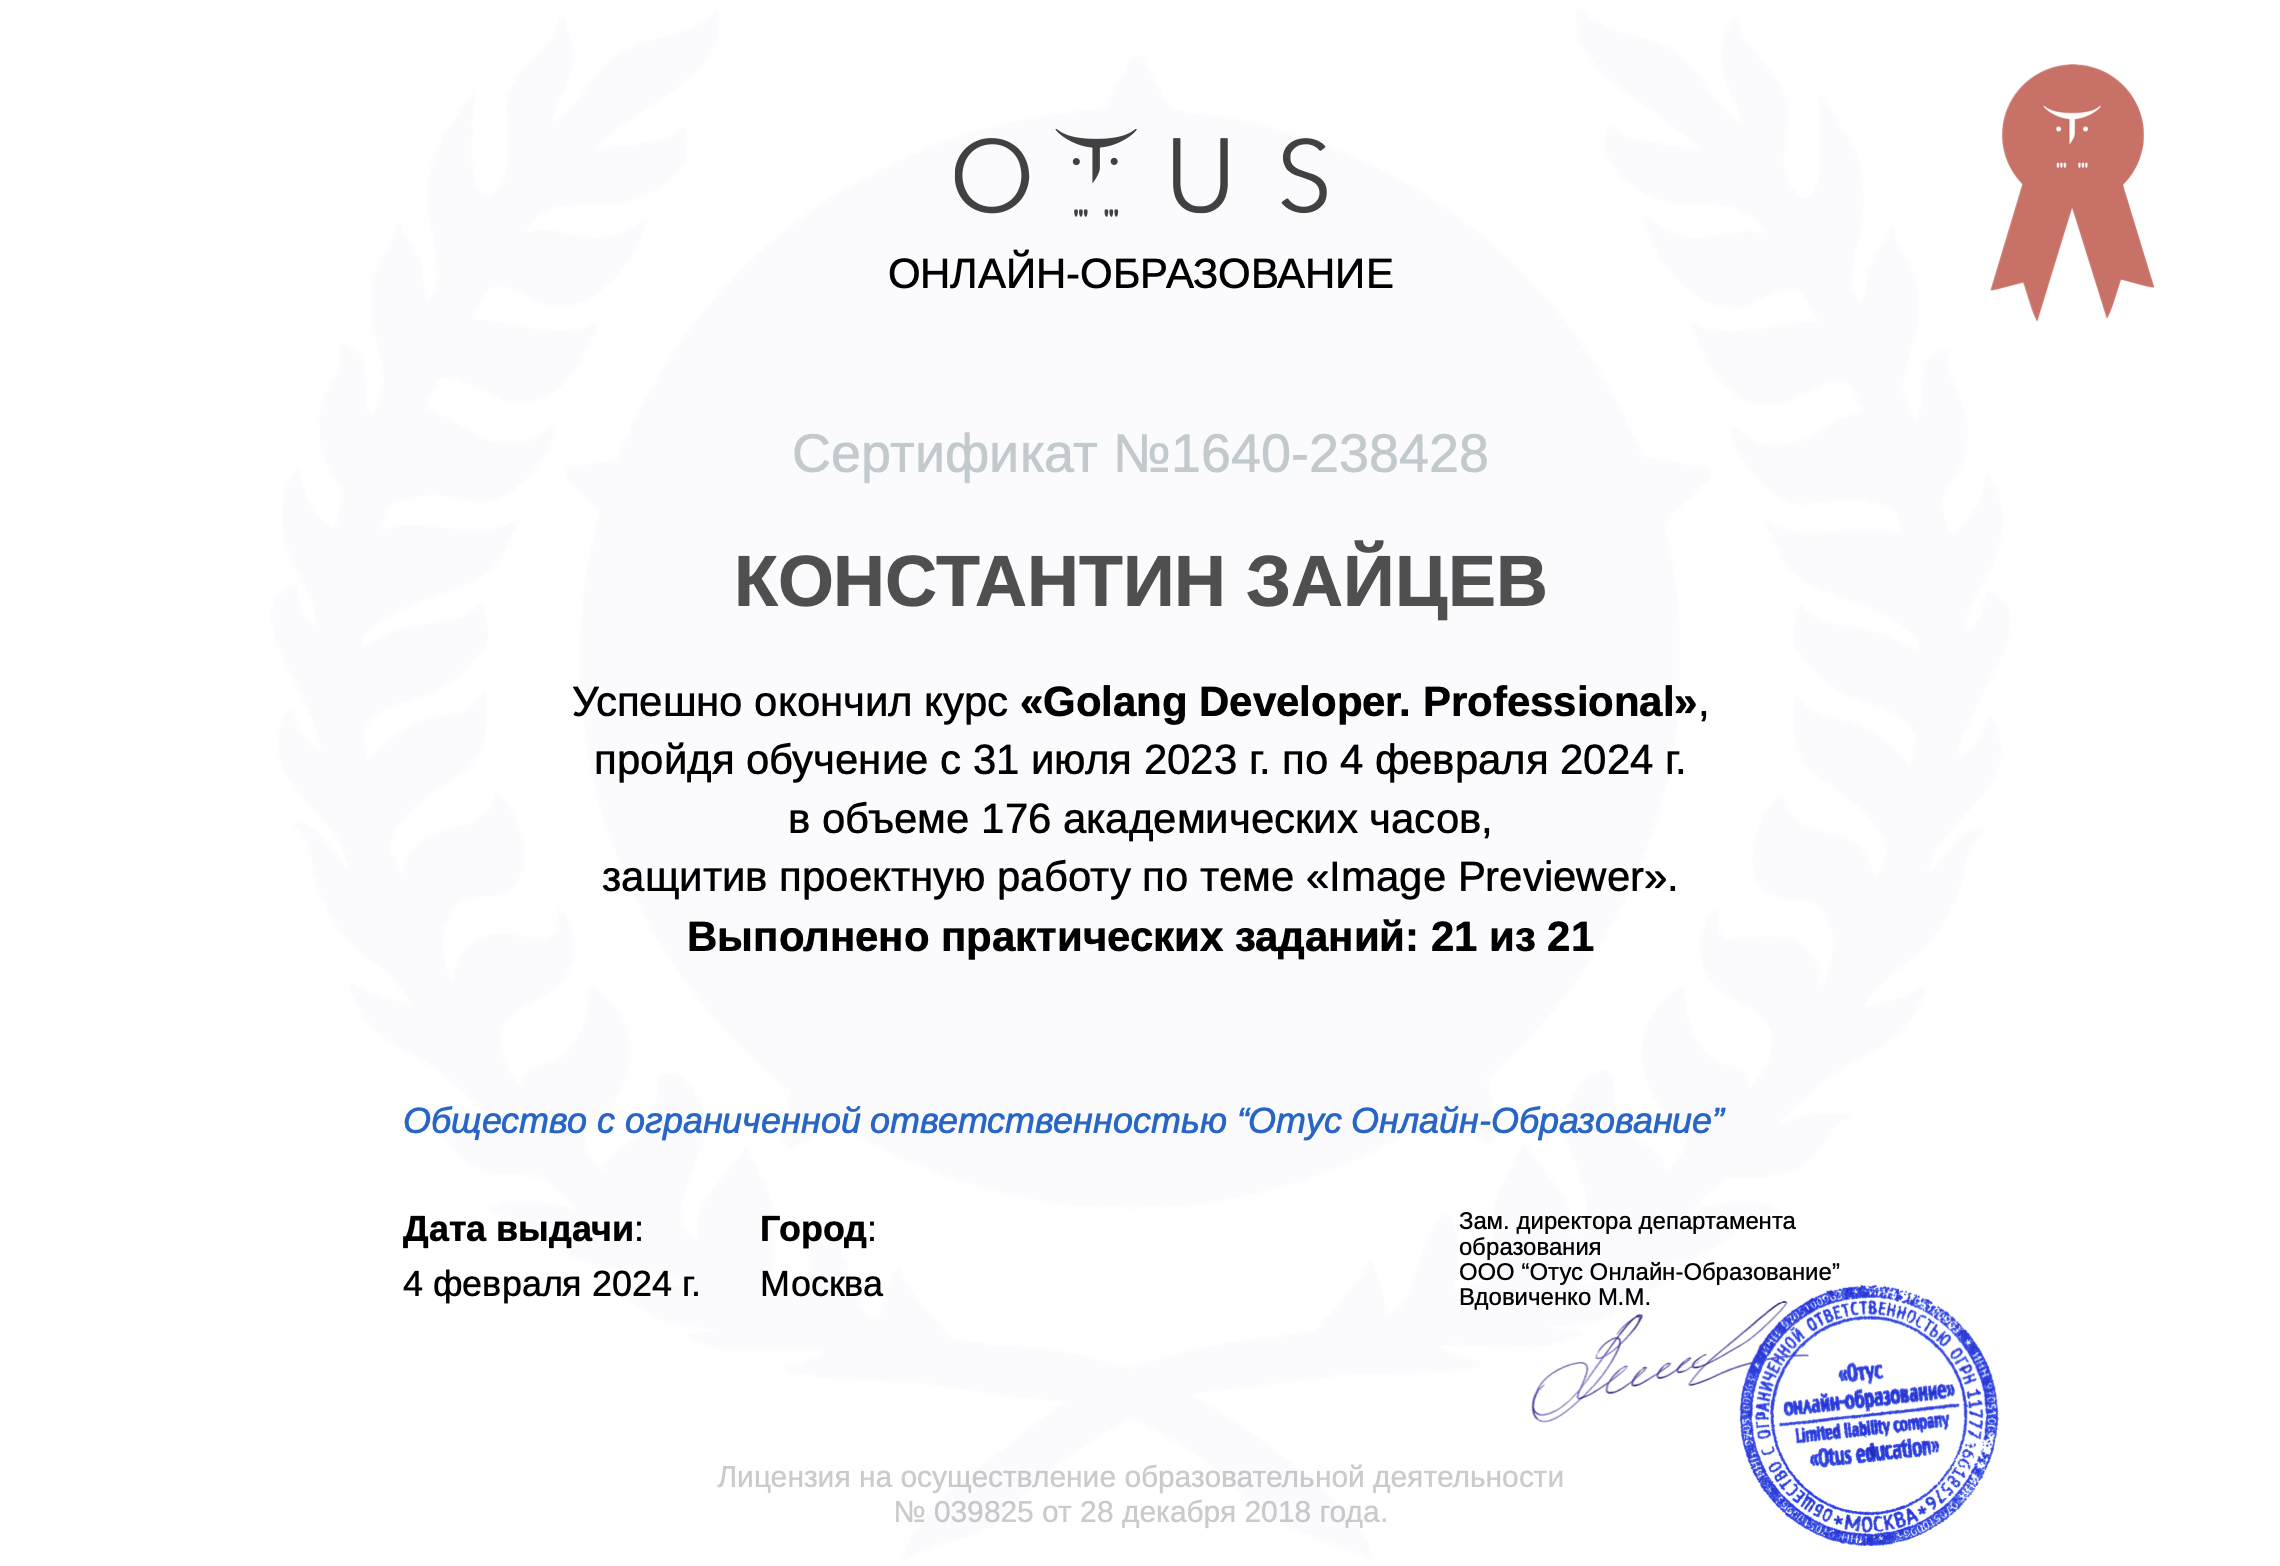 OTUS
ОНЛАЙН-ОБРАЗОВАНИЕ
Сертификат №1640-238428
КОНСТАНТИН ЗАЙЦЕВ
Успешно окончил курс «Golang Developer. Professional»,
пройдя обучение с 31 июля 2023 г. по 4 февраля 2024 г.
в объеме 176 академических часов,
защитив проектную работу по теме «Image Previewer».
Выполнено практических заданий: 21 из 21
Общество с ограниченной ответственностью “Отус Онлайн-Образование”
Дата выдачи:
4 февраля 2024 г.
Город:
Москва
Зам. директора департамента
образования
ООО “Отус Онлайн-Образование”
Вдовиченко М.М.
ОБЩЕСТВО С ОГРАНИЧЕННОЙ ОТВЕТСТВЕННОСТЬЮ ОГРН
*МОСКВА*
«Отус
онлайн-образование»
Limited liability company
«Otus education»
Лицензия на осуществление образовательной деятельности
№ 039825 от 28 декабря 2018 года.